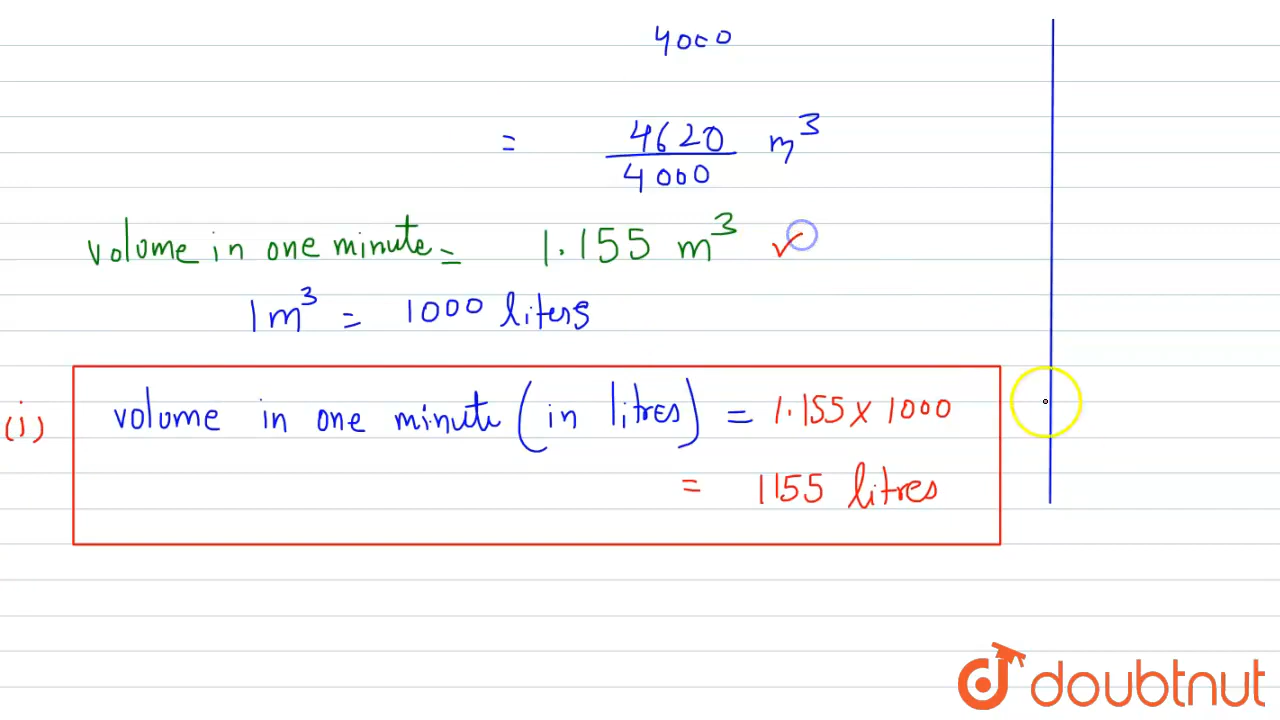 4000
= 4620/4000 m³
volume in one minute = 1.155 m³ ✓
1m³ = 1000 liters
(i) volume in one minute (in litres) = 1.155 x 1000
= 1155 litres
doubtnut